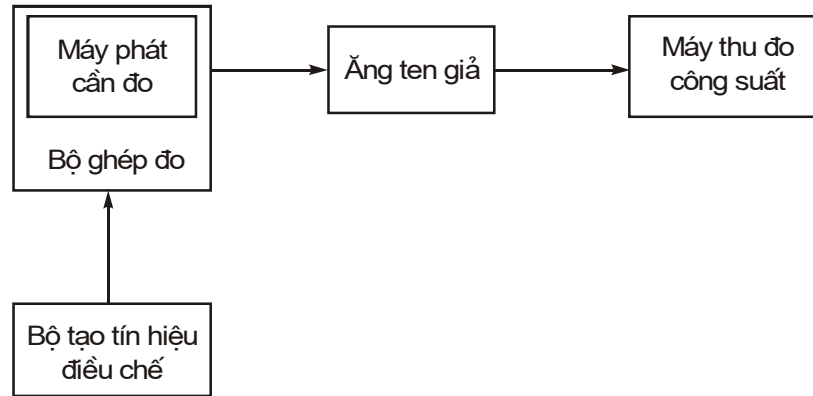 Máy phát
cần đo
Bộ ghép đo
Ăng ten giả
Máy thu đo
công suất
Bộ tạo tín hiệu
điều chế